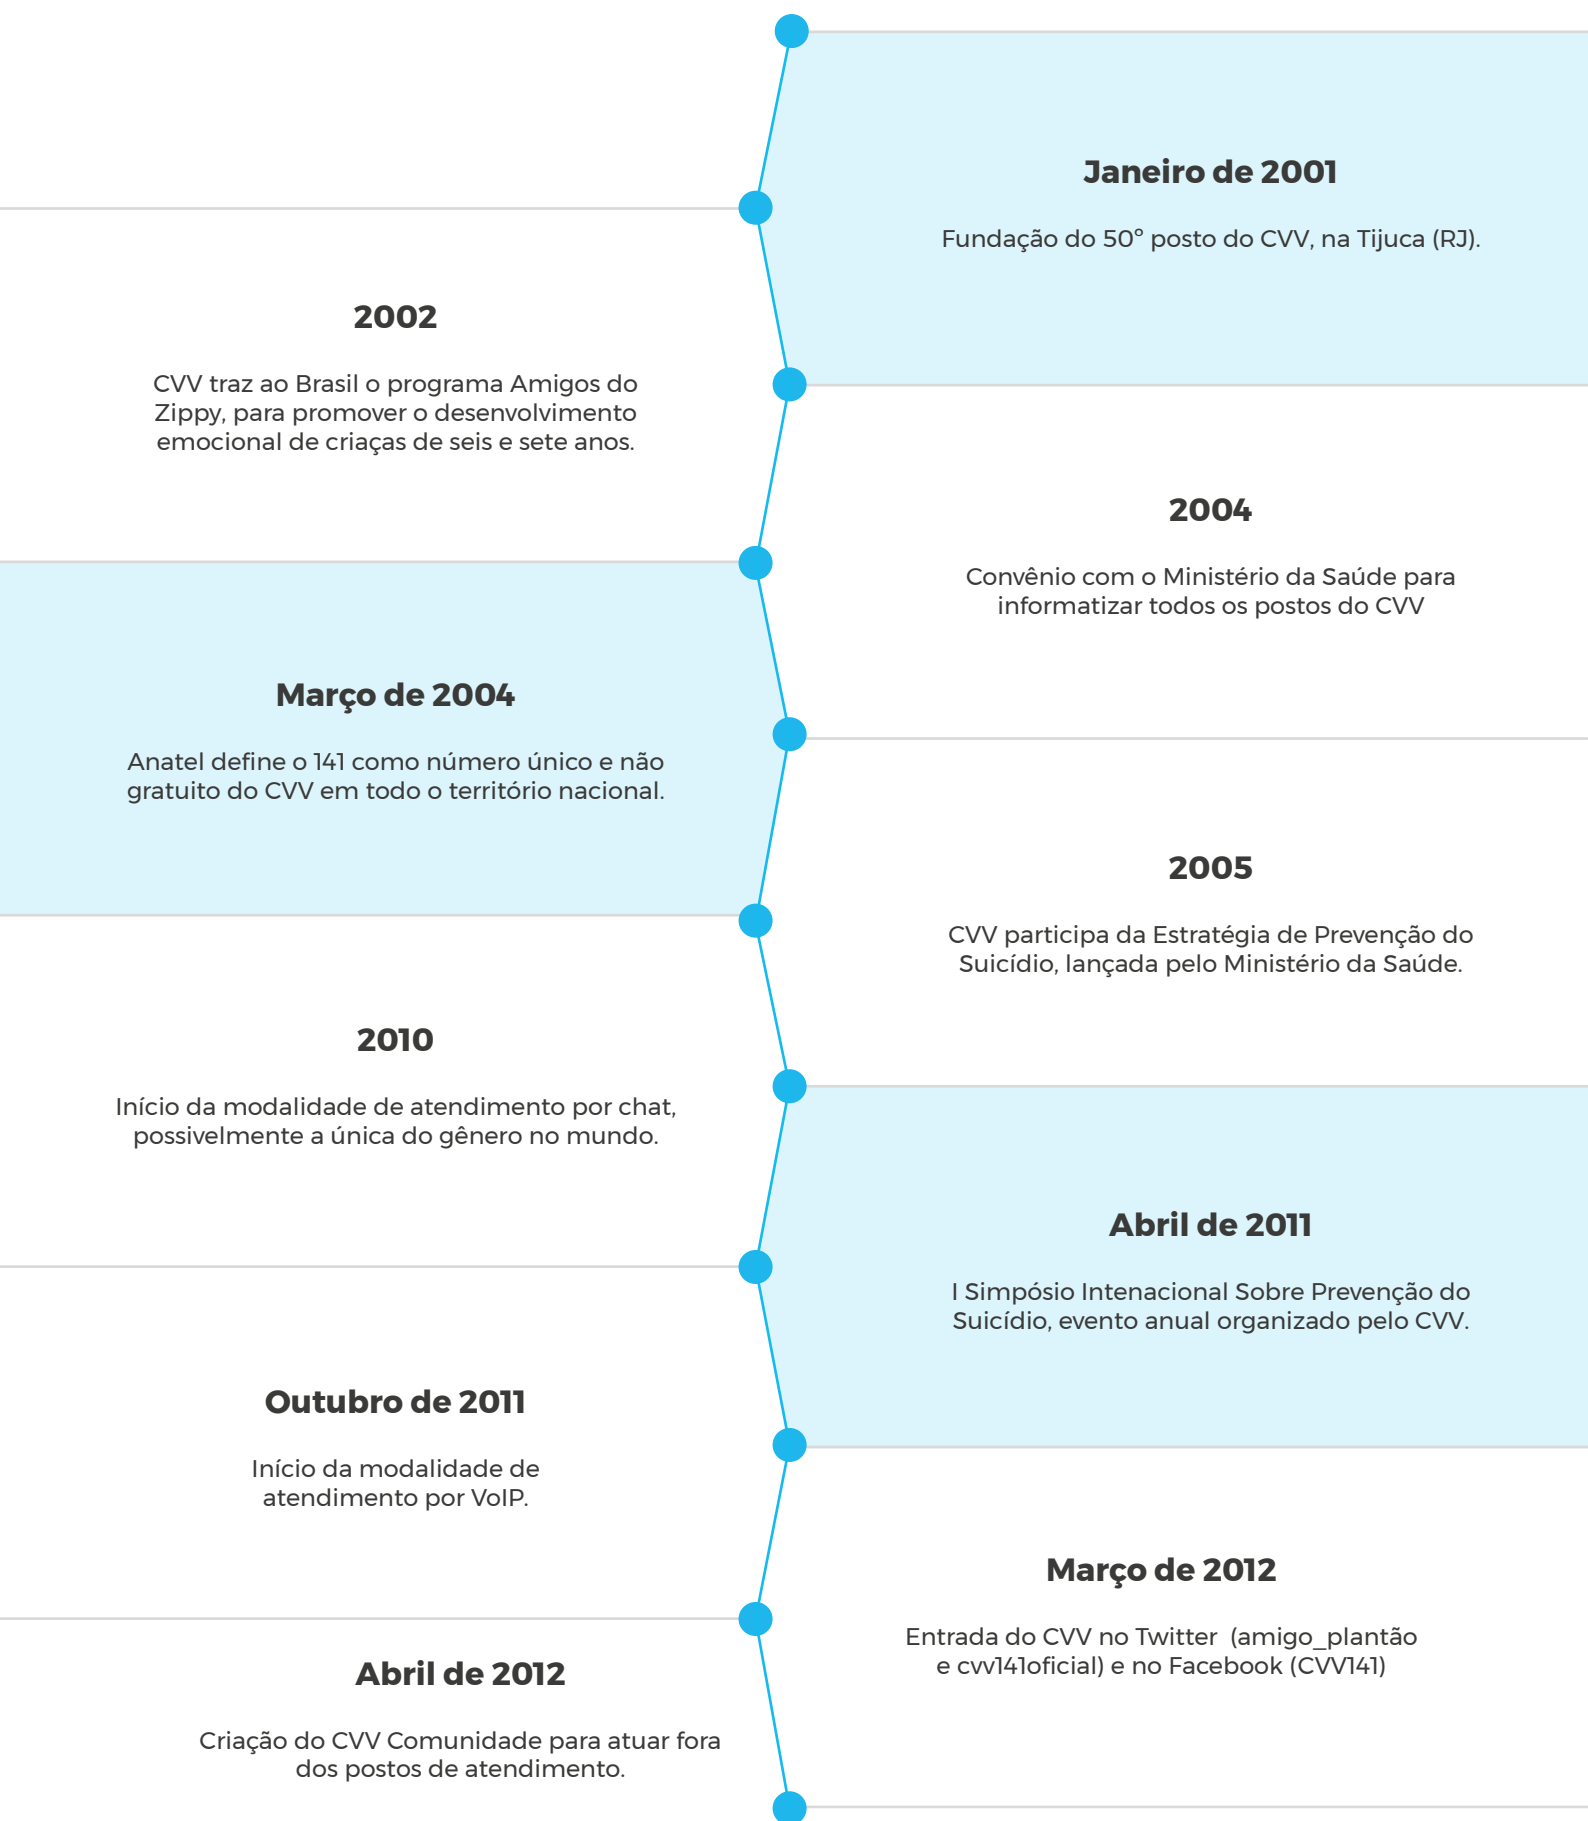 Janeiro de 2001
Fundação do 50º posto do CVV, na Tijuca (RJ).
2002
CVV traz ao Brasil o programa Amigos do
Zippy, para promover o desenvolvimento
emocional de criaças de seis e sete anos.
2004
Convênio com o Ministério da Saúde para
informatizar todos os postos do CVV
Março de 2004
Anatel define o 141 como número único e não
gratuito do CVV em todo o território nacional.
2005
CVV participa da Estratégia de Prevenção do
Suicídio, lançada pelo Ministério da Saúde.
2010
Início da modalidade de atendimento por chat,
possivelmente a única do gênero no mundo.
Abril de 2011
I Simpósio Intenacional Sobre Prevenção do
Suicídio, evento anual organizado pelo CVV.
Outubro de 2011
Início da modalidade de
atendimento por VoIP.
Março de 2012
Entrada do CVV no Twitter  (amigo_plantão
e cvv141oficial) e no Facebook (CVV141)
Abril de 2012
Criação do CVV Comunidade para atuar fora
dos postos de atendimento.